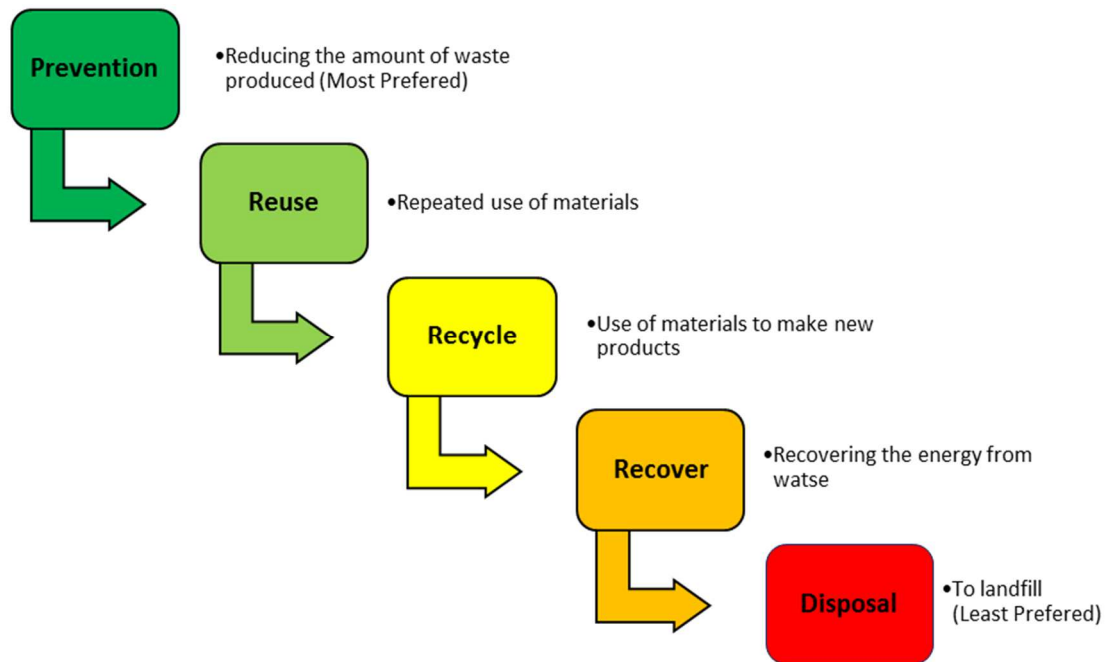 Prevention
•Reducing the amount of waste
produced (Most Prefered)
Reuse
•Repeated use of materials
Recycle
•Use of materials to make new
products
Recover
•Recovering the energy from
watse
Disposal
•To landfill
(Least Prefered)